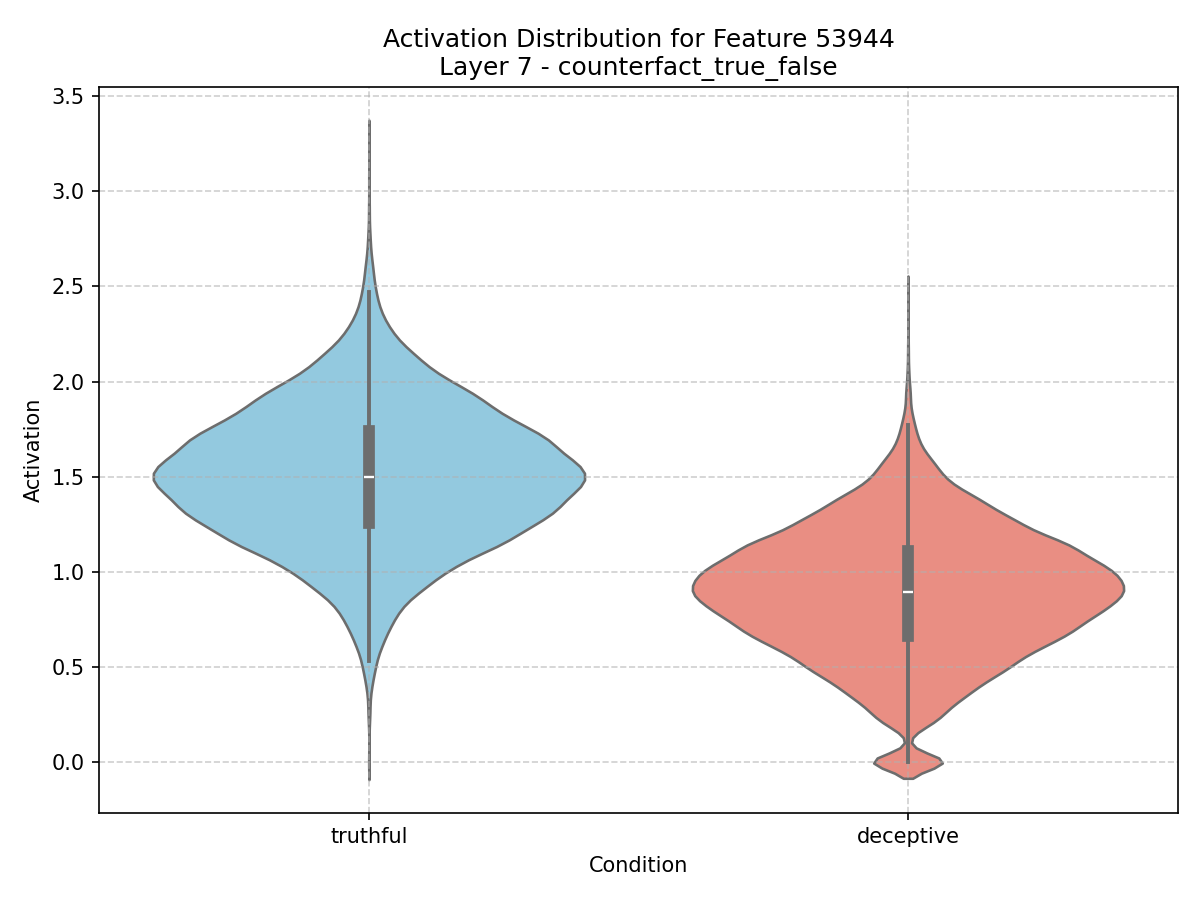 Activation Distribution for Feature 53944
Layer 7 - counterfact_true_false
3.5
3.0
2.5
2.0
1.5
1.0
0.5
0.0
Activation
truthful
deceptive
Condition